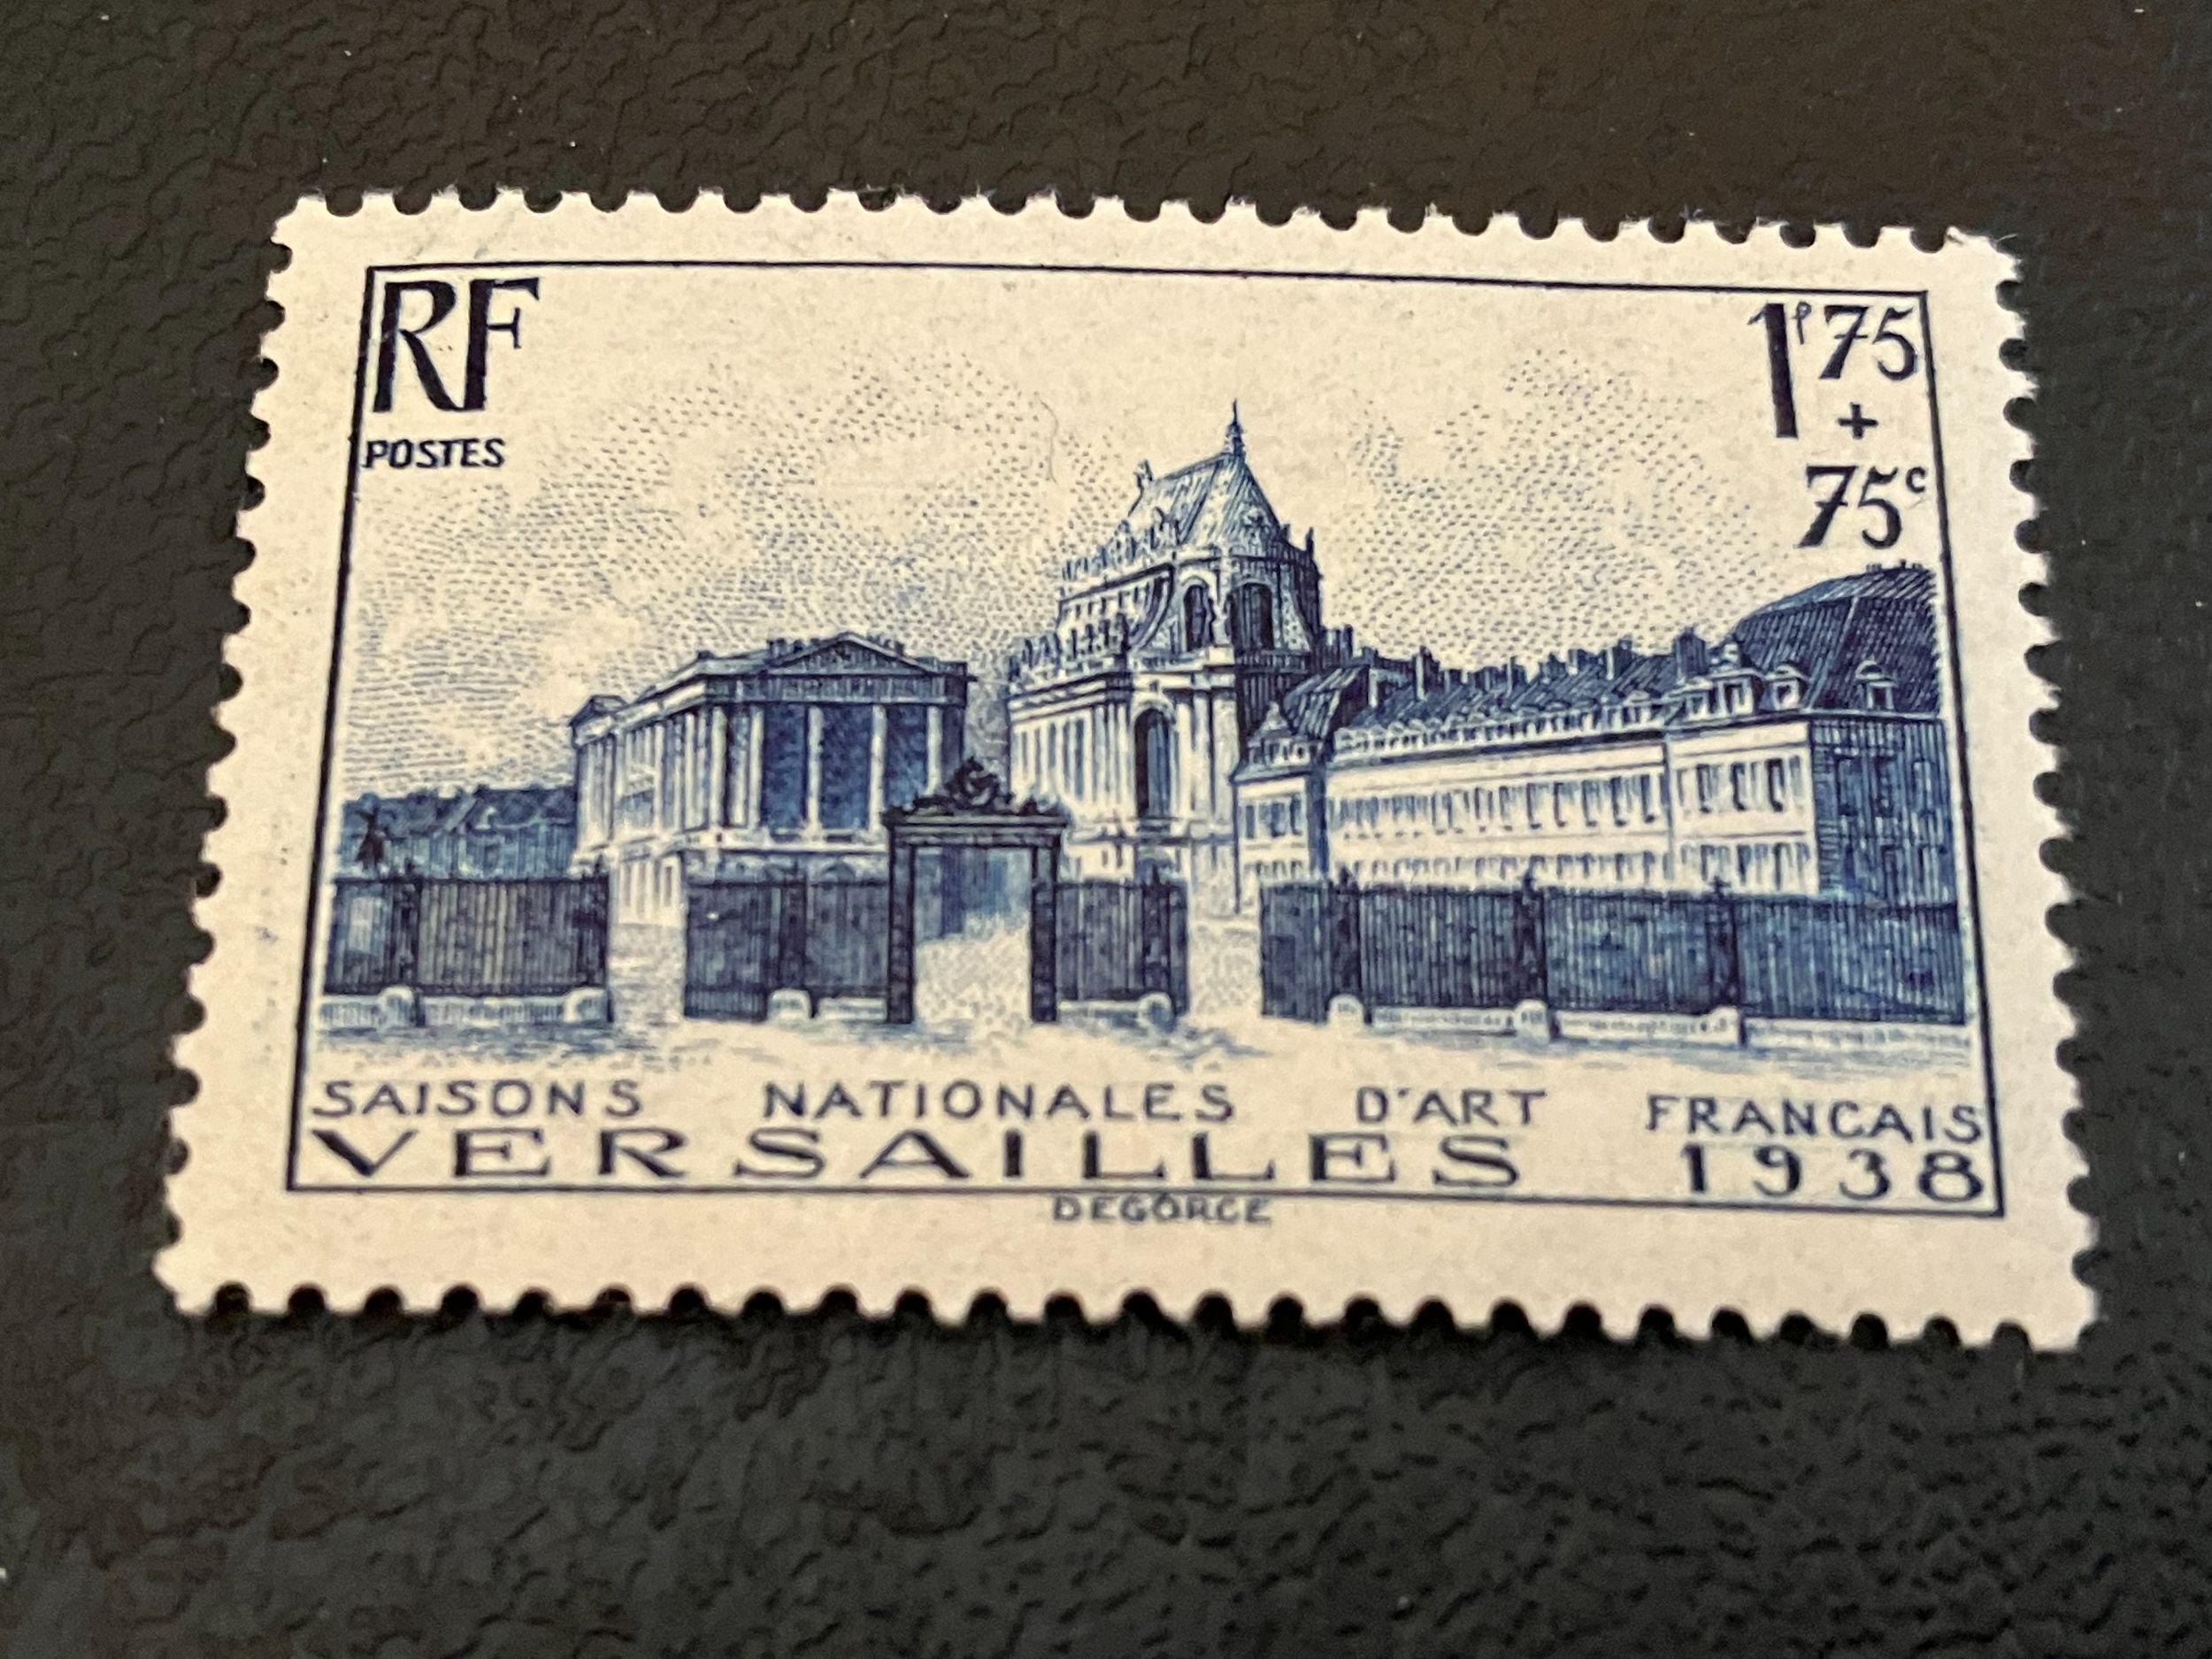 RF
POSTES
1F75
+
75c
SAISONS NATIONALES D'ART FRANCAIS
VERSAILLES 1938
DEGORCE